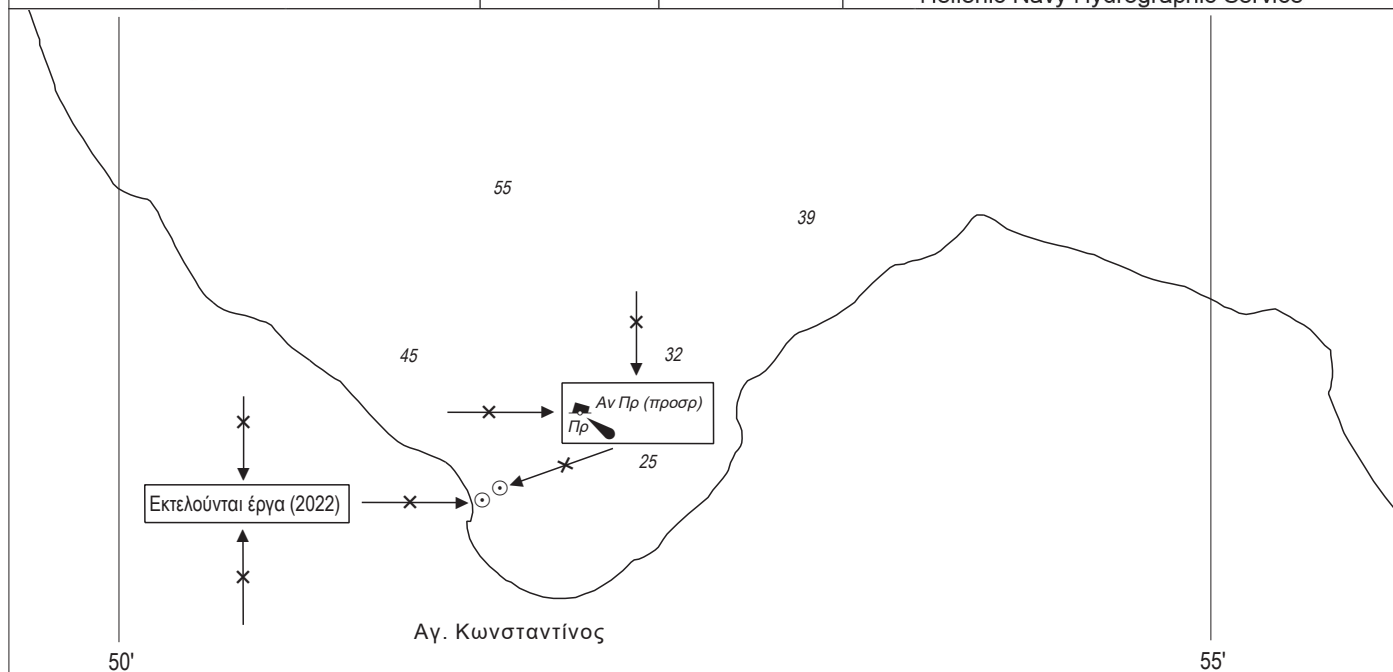 Hellenic Navy Hydrographic Service
55
39
45
32
Αν Πρ (προσρ)
Πρ
25
Εκτελούνται έργα (2022)
Αγ. Κωνσταντίνος
50'
55'